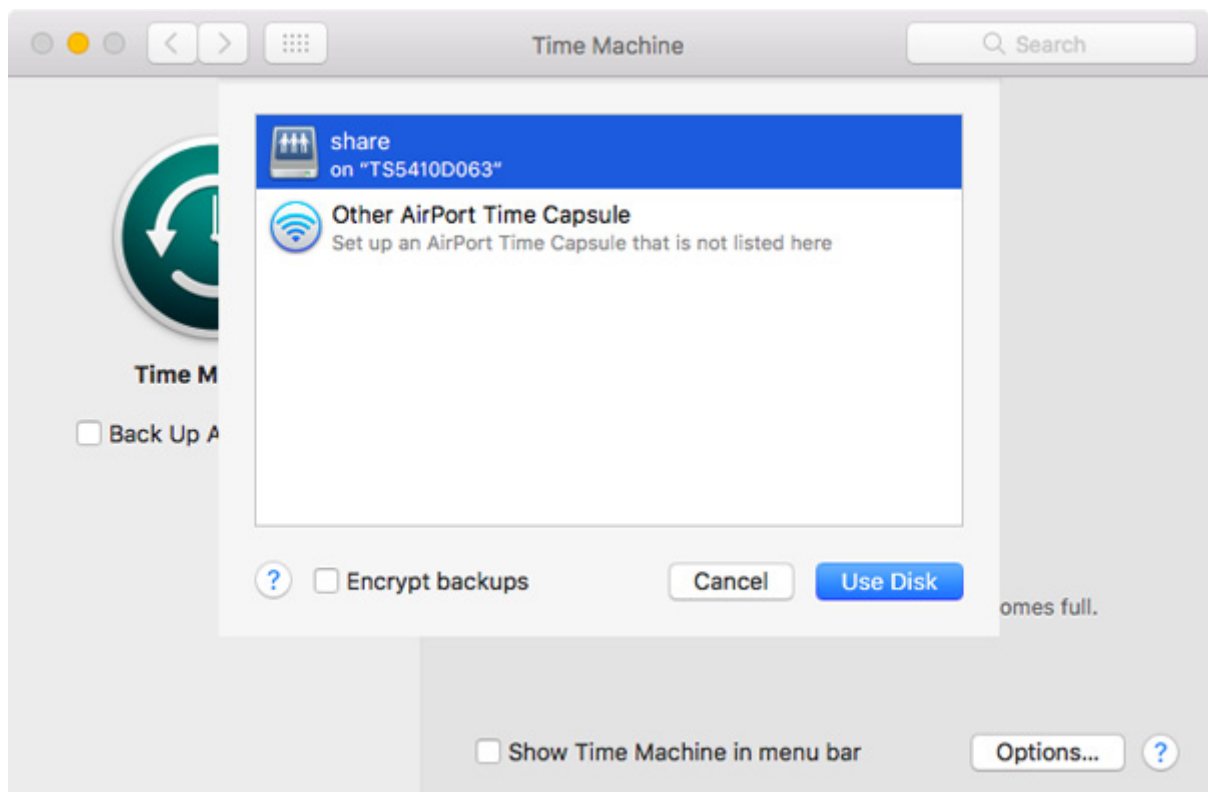 Time Machine
Search
share
on “TS5410D063”
Other AirPort Time Capsule
Set up an AirPort Time Capsule that is not listed here
Time M
Back Up A
? Encrypt backups
Cancel
Use Disk
omes full.
Show Time Machine in menu bar
Options...
?